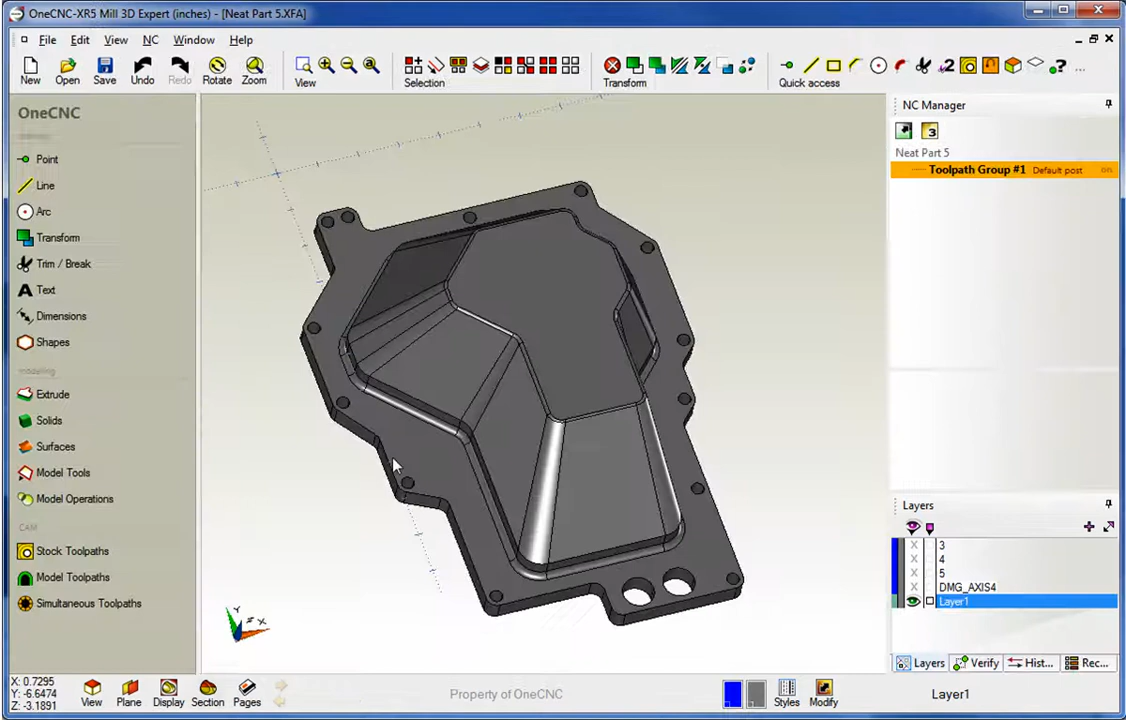 OneCNC-XR5 Mill 3D Expert (inches) - [Neat Part 5.XFA]
File Edit View NC Window Help
New Open Save Undo Redo Rotate Zoom View Selection Transform Quick access ...
OneCNC
Point
Line
Arc
Transform
Trim / Break
Text
Dimensions
Shapes
modeling
Extrude
Solids
Surfaces
Model Tools
Model Operations
CAM
Stock Toolpaths
Model Toolpaths
Simultaneous Toolpaths
NC Manager
Neat Part 5
Toolpath Group #1 Default post on
Layers
3
4
5
DMG_AXIS4
Layer1
Layers Verify Hist... Rec...
X: 0.7295
Y: -6.6474
Z: -3.1891
View Plane Display Section Pages
Property of OneCNC
Styles Modify
Layer1
Y
Z X